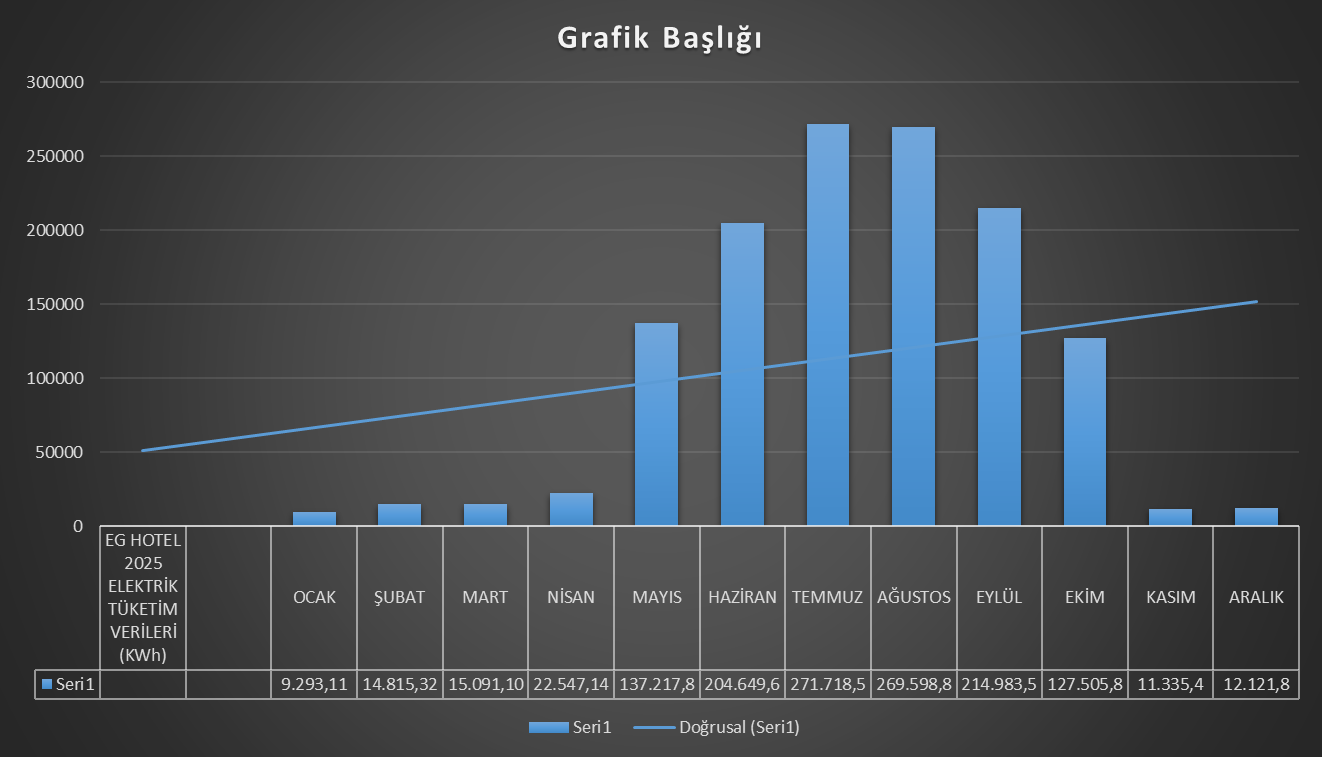 Grafik Başlığı
300000
250000
200000
150000
100000
50000
0
EG HOTEL
2025
ELEKTRİK
TÜKETİM
VERİLERİ
(KWh)
OCAK ŞUBAT MART NİSAN MAYIS HAZİRAN TEMMUZ AĞUSTOS EYLÜL EKİM KASIM ARALIK
Seri1 9.293,11 14.815,32 15.091,10 22.547,14 137.217,8 204.649,6 271.718,5 269.598,8 214.983,5 127.505,8 11.335,4 12.121,8
Seri1 Doğrusal (Seri1)